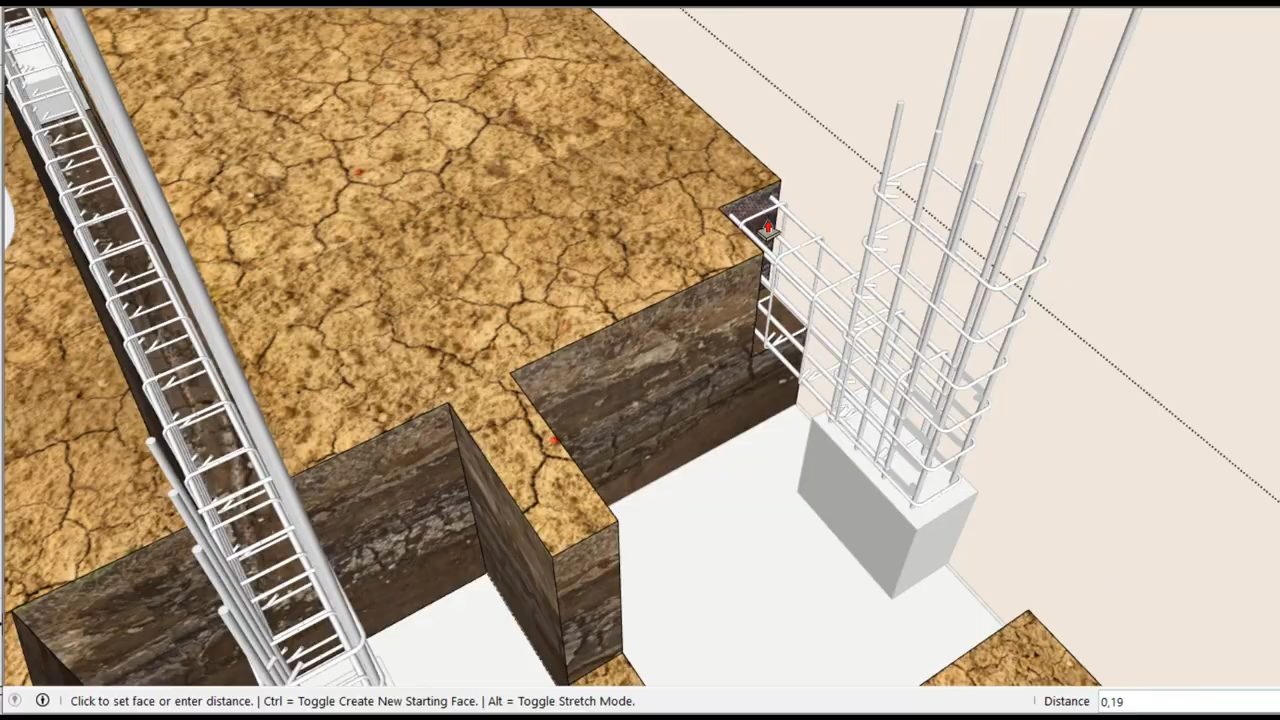 Click to set face or enter distance. | Ctrl = Toggle Create New Starting Face. | Alt = Toggle Stretch Mode.
Distance 0,19